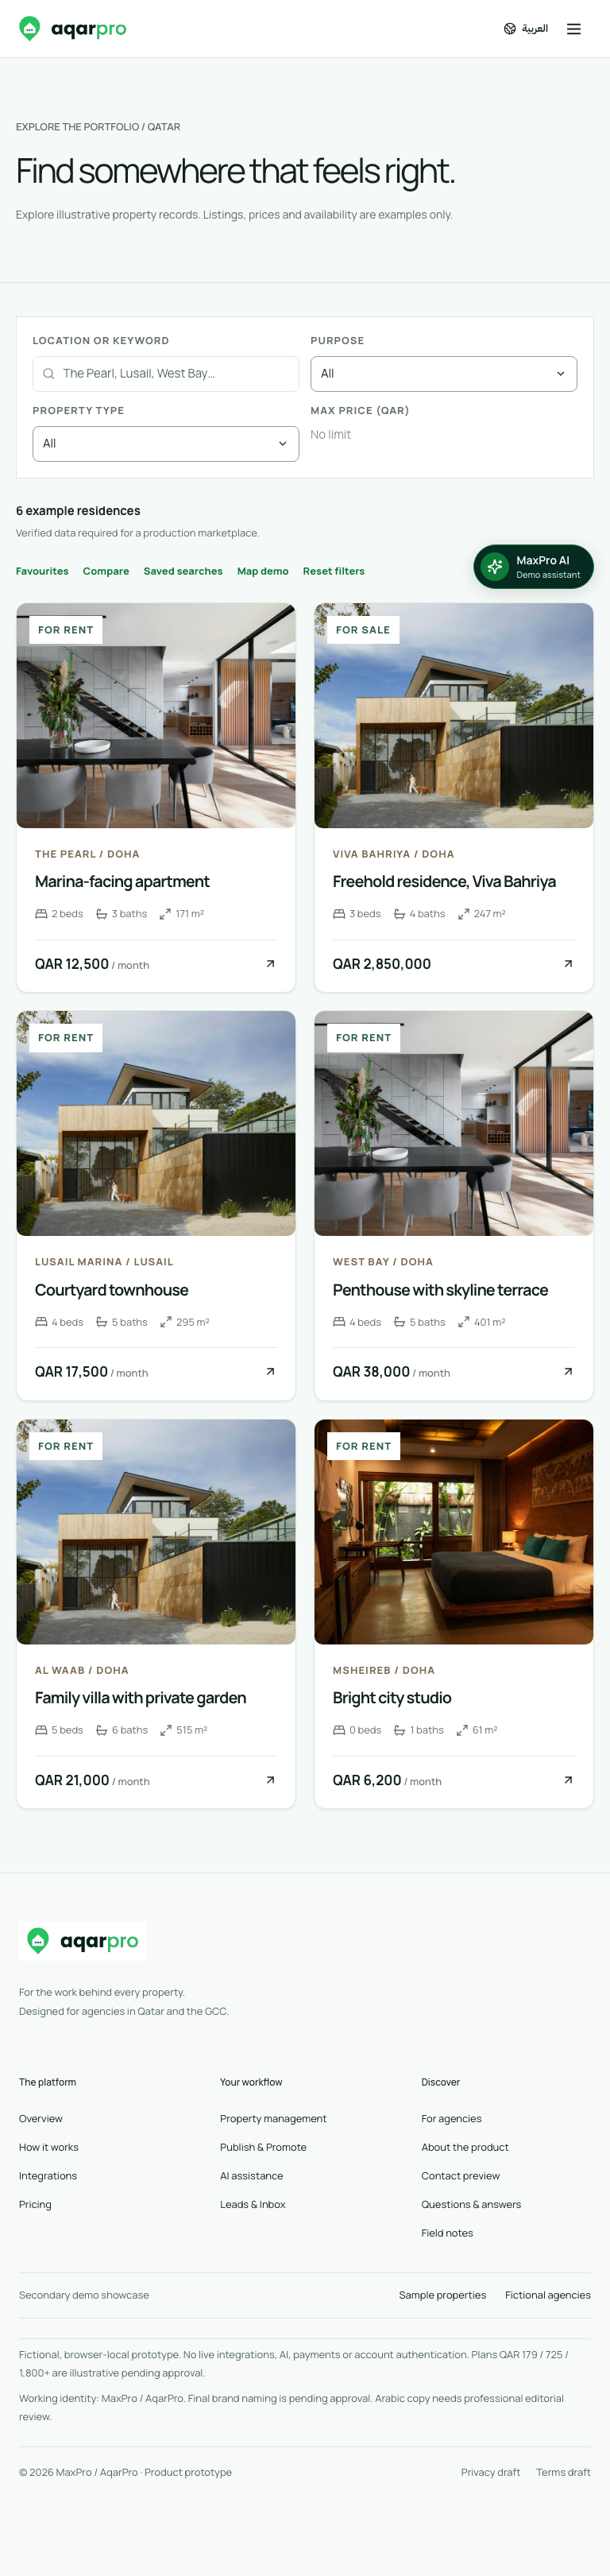 aqarpro
العربية
EXPLORE THE PORTFOLIO / QATAR
Find somewhere that feels right.
Explore illustrative property records. Listings, prices and availability are examples only.
LOCATION OR KEYWORD
PURPOSE
The Pearl, Lusail, West Bay...
All
PROPERTY TYPE
MAX PRICE (QAR)
All
No limit
6 example residences
Verified data required for a production marketplace.
Favourites Compare Saved searches Map demo Reset filters
MaxPro AI
Demo assistant
FOR RENT
THE PEARL / DOHA
Marina-facing apartment
2 beds 3 baths 171 m²
QAR 12,500 / month
FOR SALE
VIVA BAHRIYA / DOHA
Freehold residence, Viva Bahriya
3 beds 4 baths 247 m²
QAR 2,850,000
FOR RENT
LUSAIL MARINA / LUSAIL
Courtyard townhouse
4 beds 5 baths 295 m²
QAR 17,500 / month
FOR RENT
WEST BAY / DOHA
Penthouse with skyline terrace
4 beds 5 baths 401 m²
QAR 38,000 / month
FOR RENT
AL WAAB / DOHA
Family villa with private garden
5 beds 6 baths 515 m²
QAR 21,000 / month
FOR RENT
MSHEIREB / DOHA
Bright city studio
0 beds 1 baths 61 m²
QAR 6,200 / month
aqarpro
For the work behind every property.
Designed for agencies in Qatar and the GCC.
The platform
Overview
How it works
Integrations
Pricing
Your workflow
Property management
Publish & Promote
AI assistance
Leads & Inbox
Discover
For agencies
About the product
Contact preview
Questions & answers
Field notes
Secondary demo showcase
Sample properties Fictional agencies
Fictional, browser-local prototype. No live integrations, AI, payments or account authentication. Plans QAR 179 / 725 /
1,800+ are illustrative pending approval.
Working identity: MaxPro / AqarPro. Final brand naming is pending approval. Arabic copy needs professional editorial
review.
© 2026 MaxPro / AqarPro · Product prototype
Privacy draft Terms draft